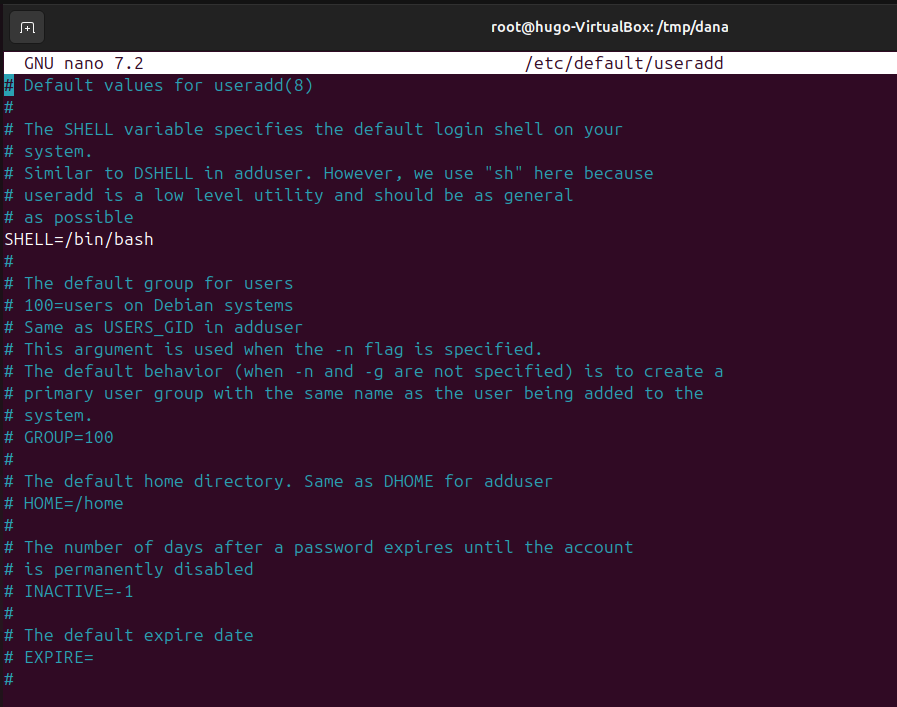 root@hugo-VirtualBox: /tmp/dana
GNU nano 7.2 /etc/default/useradd
# Default values for useradd(8)
#
# The SHELL variable specifies the default login shell on your
# system.
# Similar to DSHELL in adduser. However, we use "sh" here because
# useradd is a low level utility and should be as general
# as possible
SHELL=/bin/bash
#
# The default group for users
# 100=users on Debian systems
# Same as USERS_GID in adduser
# This argument is used when the -n flag is specified.
# The default behavior (when -n and -g are not specified) is to create a
# primary user group with the same name as the user being added to the
# system.
# GROUP=100
#
# The default home directory. Same as DHOME for adduser
# HOME=/home
#
# The number of days after a password expires until the account
# is permanently disabled
# INACTIVE=-1
#
# The default expire date
# EXPIRE=
#